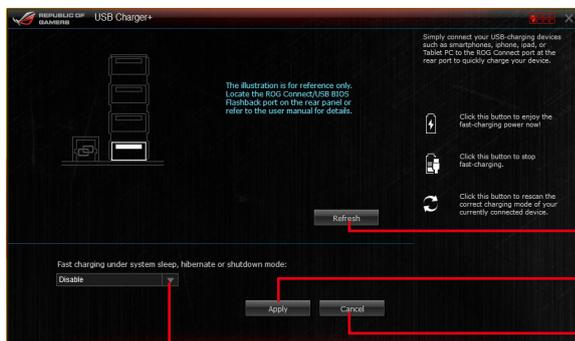 REPUBLIC OF
GAMERS
USB Charger+
Simply connect your USB-charging devices
such as smartphones, iphone, ipad, or
Tablet PC to the ROG Connect port at the
rear port to quickly charge your device.
The illustration is for reference only.
Locate the ROG Connect/USB BIOS
Flashback port on the rear panel or
refer to the user manual for details.
Click this button to enjoy the
fast-charging power now!
Click this button to stop
fast-charging.
Click this button to rescan the
correct charging mode of your
currently connected device.
Refresh
Fast charging under system sleep, hibernate or shutdown mode:
Disable
Apply
Cancel